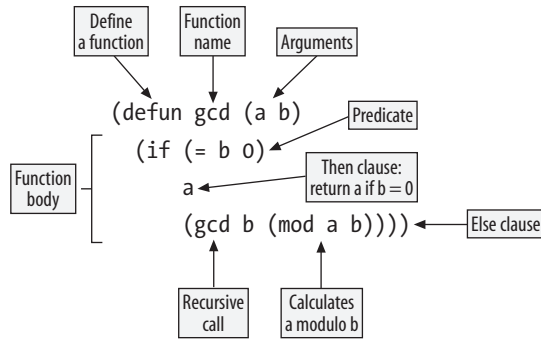 Define
a function
Function
name
Arguments
(defun gcd (a b)
(if (= b 0)
Predicate
Function
body
a
Then clause:
return a if b = 0
(gcd b (mod a b))))
Else clause
Recursive
call
Calculates
a modulo b